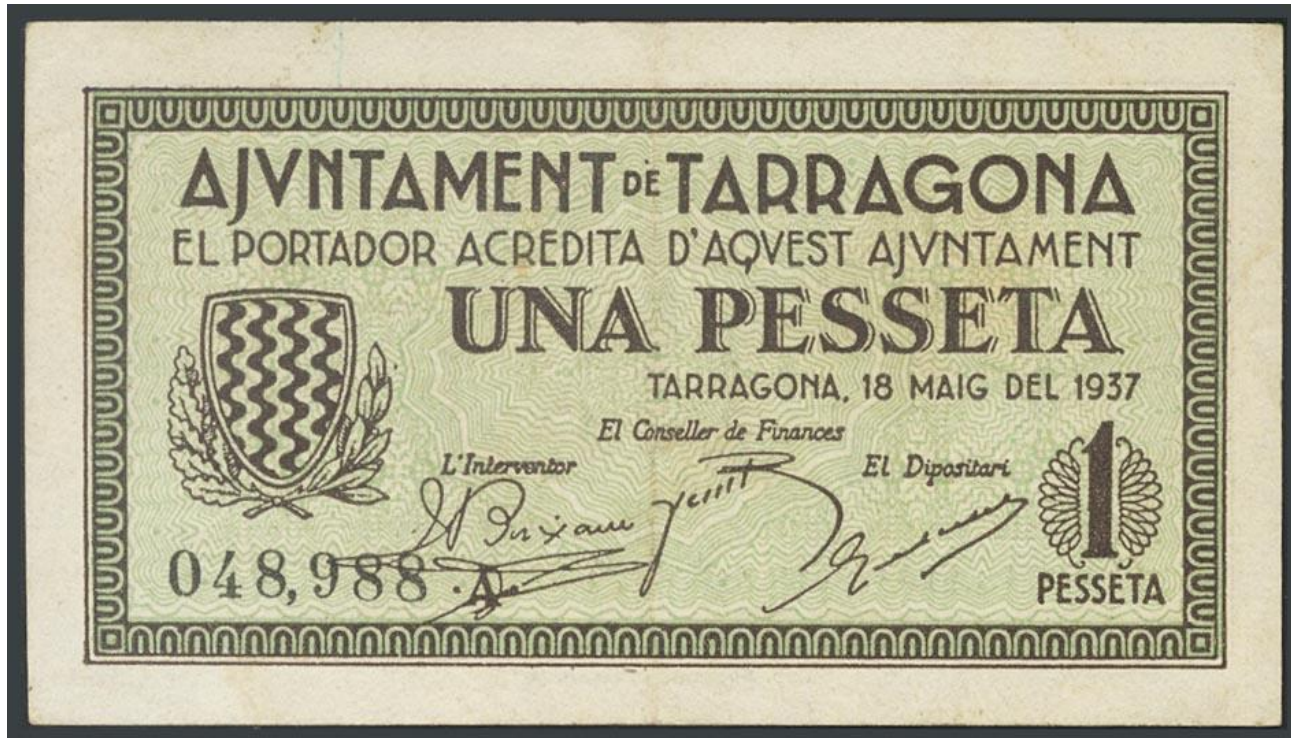 AJVNTAMENT DE TARRAGONA
EL PORTADOR ACREDITA D'AQVEST AJVNTAMENT
UNA PESSETA
TARRAGONA, 18 MAIG DEL 1937
El Conseller de Finances
L'Interventor
El Dipositari
048,988 · A
1
PESSETA